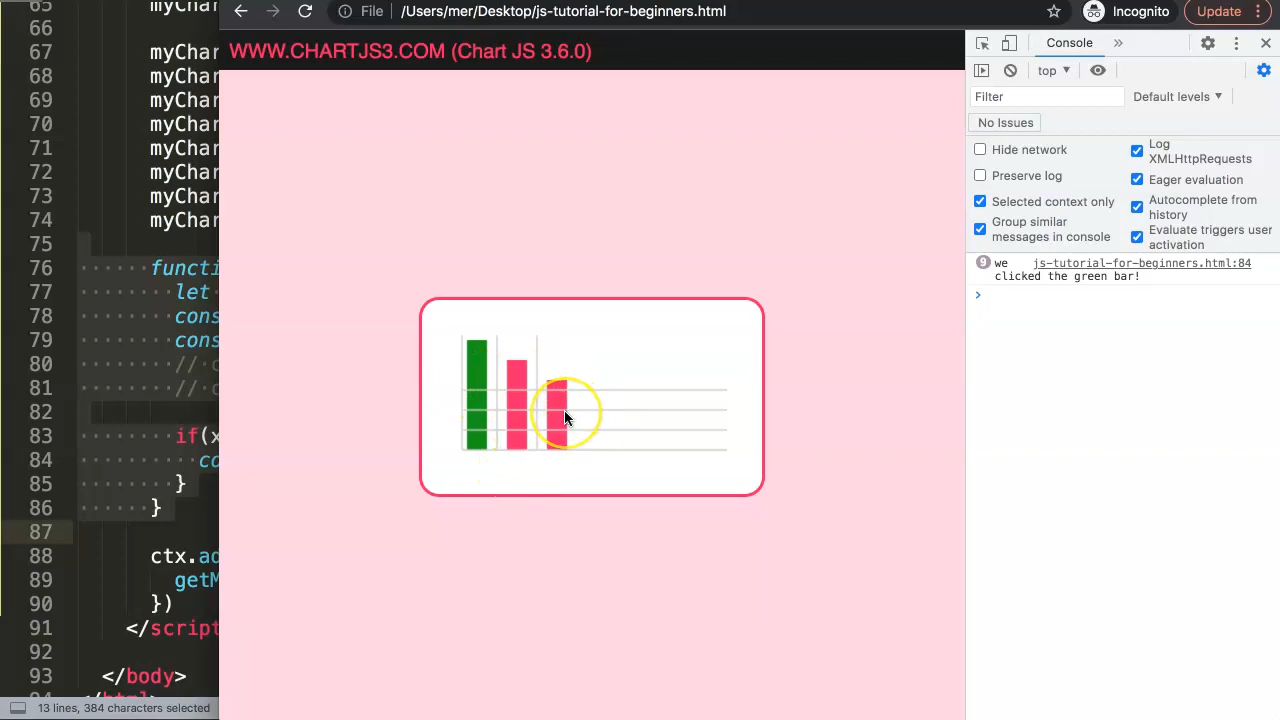 File
/Users/mer/Desktop/js-tutorial-for-beginners.html
Incognito
Update
WWW.CHARTJS3.COM (Chart JS 3.6.0)
65 myChar
66
67 myChar
68 myChar
69 myChar
70 myChar
71 myChar
72 myChar
73 myChar
74 myChar
75
76 functi
77 let
78 cons
79 cons
80 // c
81 // c
82
83 if(x
84 co
85 }
86 }
87
88 ctx.ad
89 getM
90 })
91 </script
92
93 </body>
13 lines, 384 characters selected
Console
top
Filter
Default levels
No Issues
Hide network
Preserve log
Selected context only
Group similar
messages in console
Log
XMLHttpRequests
Eager evaluation
Autocomplete from
history
Evaluate triggers user
activation
9 we js-tutorial-for-beginners.html:84
clicked the green bar!